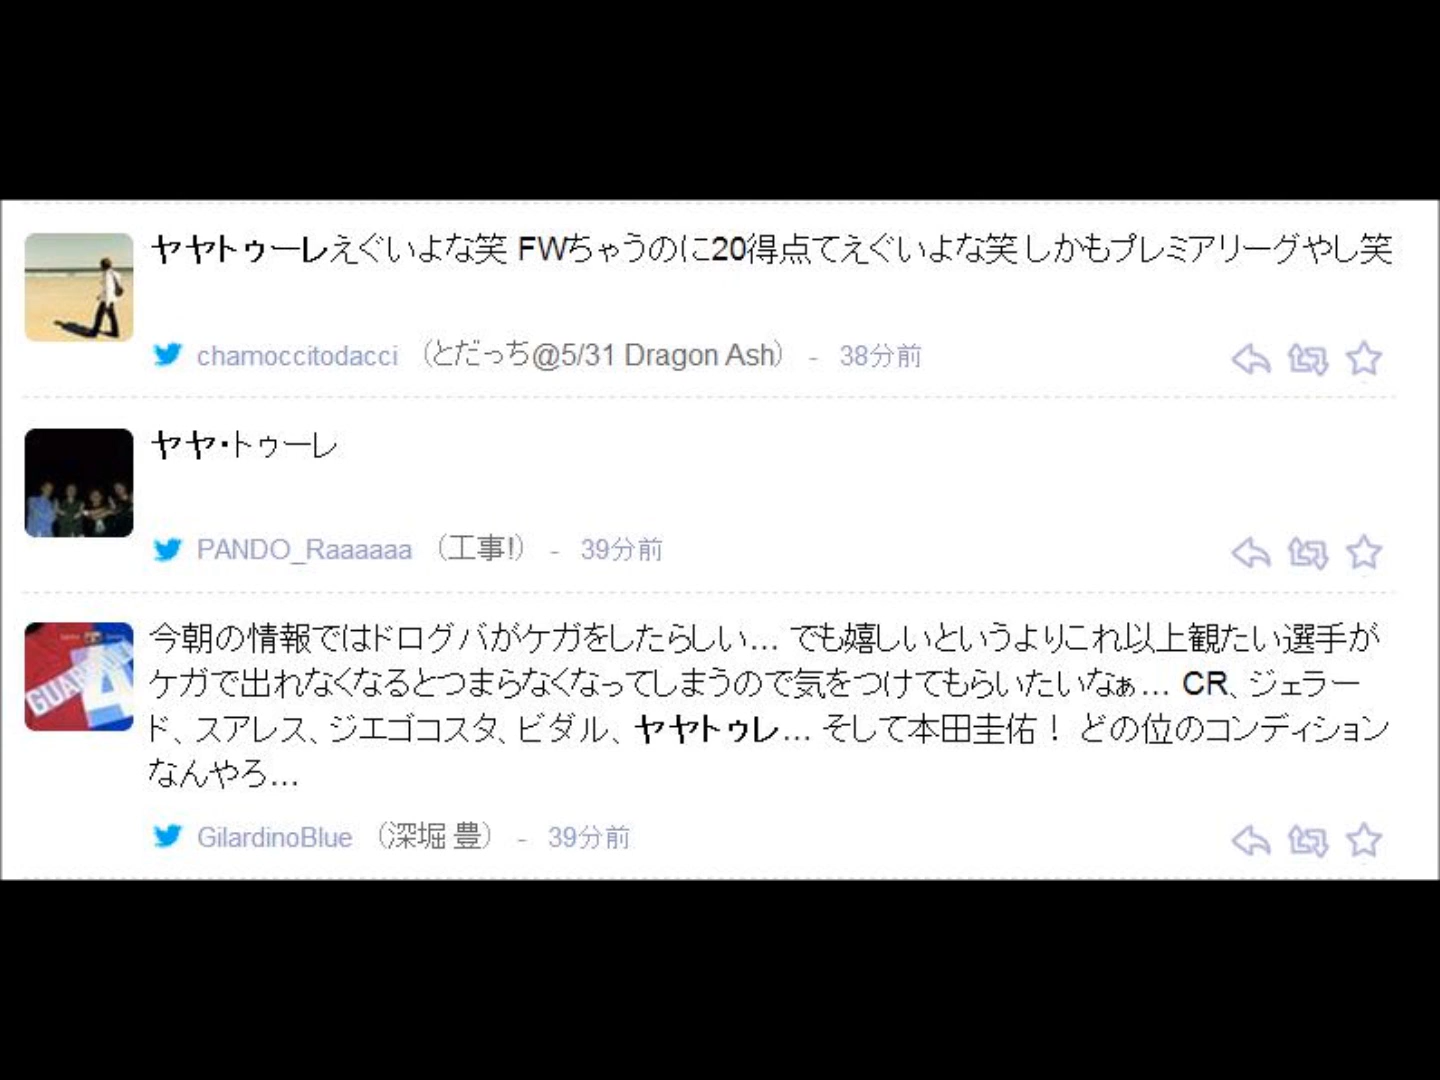 ヤヤトゥーレえぐいよな笑 FWちゃうのに20得点てえぐいよな笑 しかもプレミアリーグやし笑
chamoccitodacci （とだっち@5/31 Dragon Ash） - 38分前
ヤヤ・トゥーレ
PANDO_Raaaaaa （工事!） - 39分前
今朝の情報ではドログバがケガをしたらしい… でも嬉しいというよりこれ以上観たい選手が
ケガで出れなくなるとつまらなくなってしまうので気をつけてもらいたいなぁ… CR、ジェラー
ド、スアレス、ジエゴコスタ、ビダル、ヤヤトゥレ… そして本田圭佑！ どの位のコンディション
なんやろ…
GilardinoBlue （深堀 豊） - 39分前